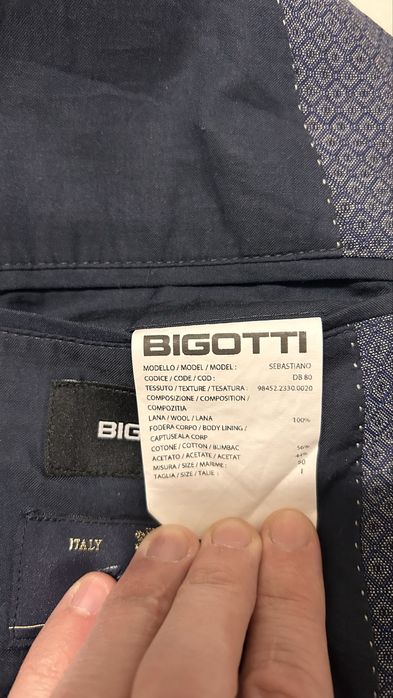 BIGOTTI
MODELLO / MODEL / MODEL : SEBASTIANO
CODICE / CODE / COD : DB 80
TESSUTO / TEXTURE / TESATURA : 98452.2330.0020
COMPOSIZIONE / COMPOSITION /
COMPOZITIA
LANA / WOOL / LANA 100%
FODERA CORPO / BODY LINING /
CAPTUSEALA CORP
COTONE / COTTON / BUMBAC 56%
ACETATO / ACETATE / ACETAT 44%
MISURA / SIZE / MARIME :
TAGLIA / SIZE / TALIE : I
BIG
ITALY